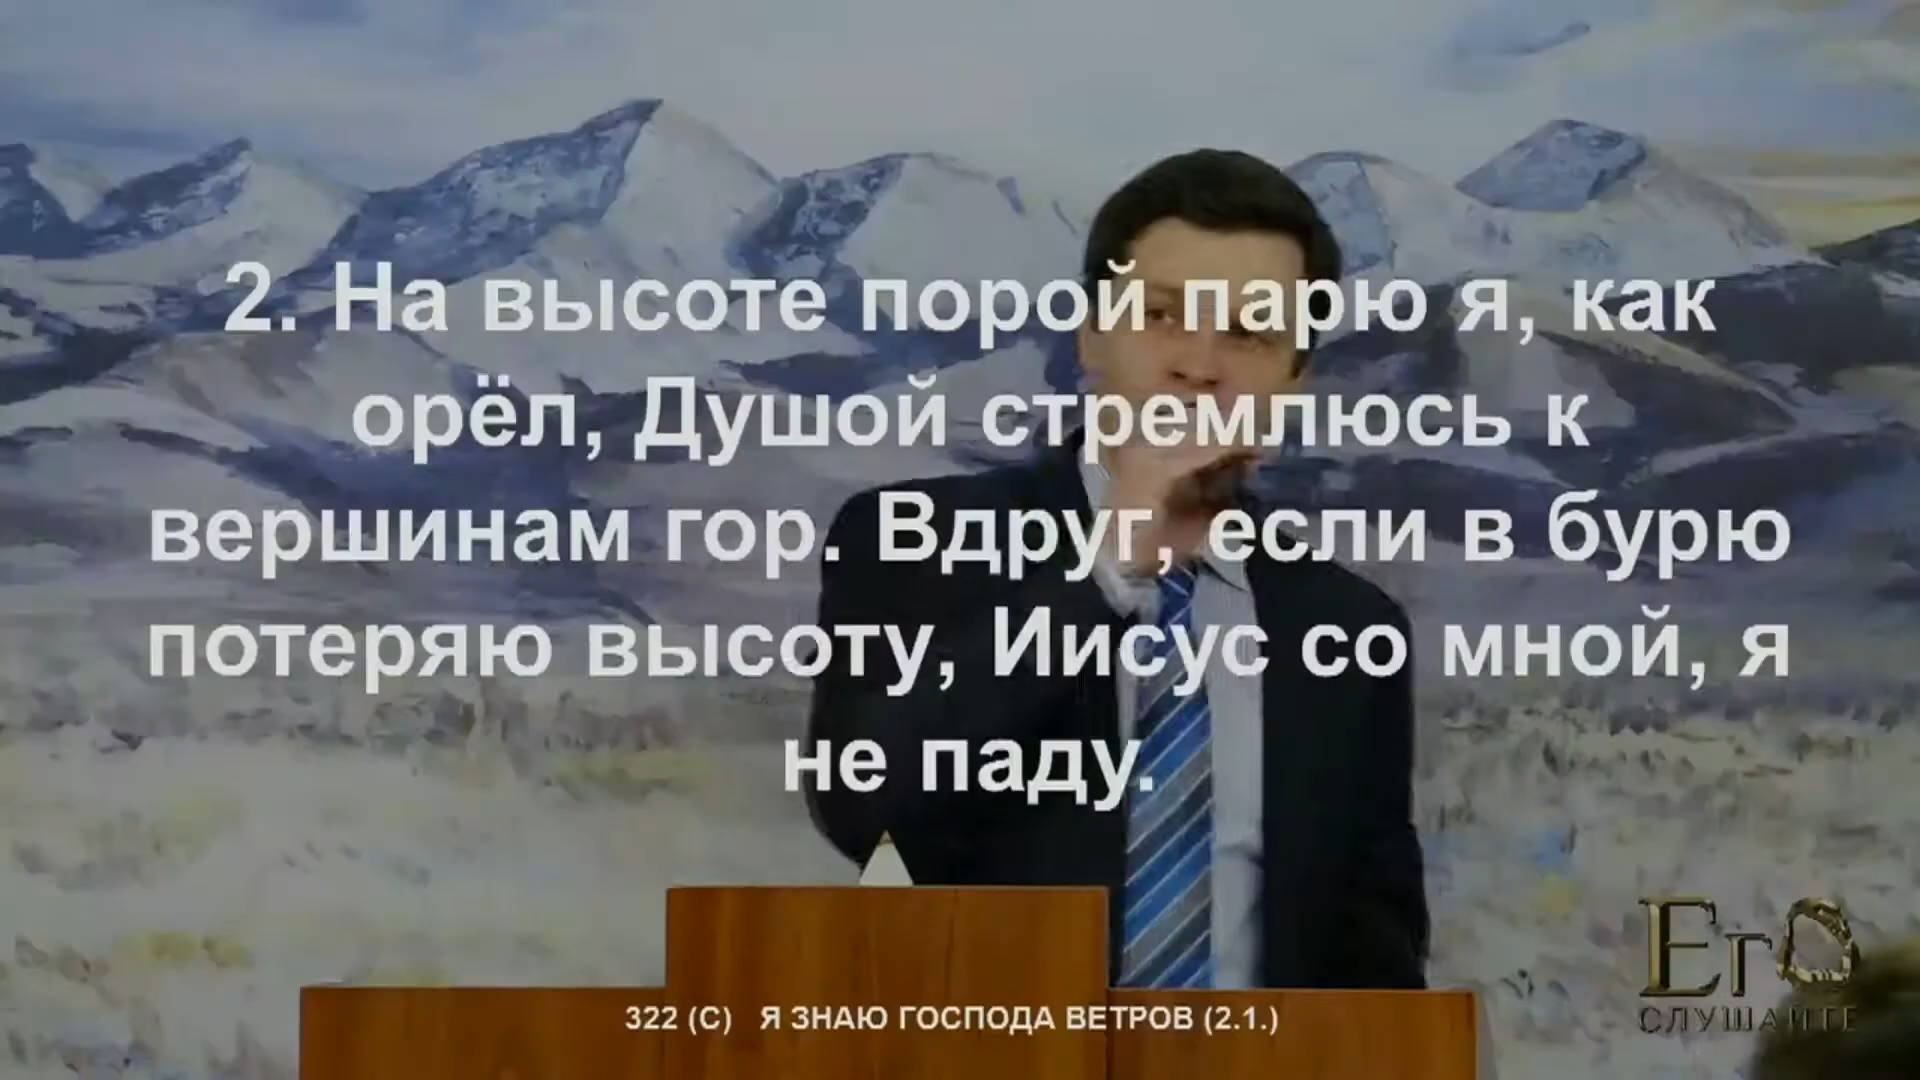 2. На высоте порой парю я, как
орёл, Душой стремлюсь к
вершинам гор. Вдруг, если в бурю
потеряю высоту, Иисус со мной, я
не паду.
322 (С) Я ЗНАЮ ГОСПОДА ВЕТРОВ (2.1.)
ЕгО
СЛУШАЙТЕ